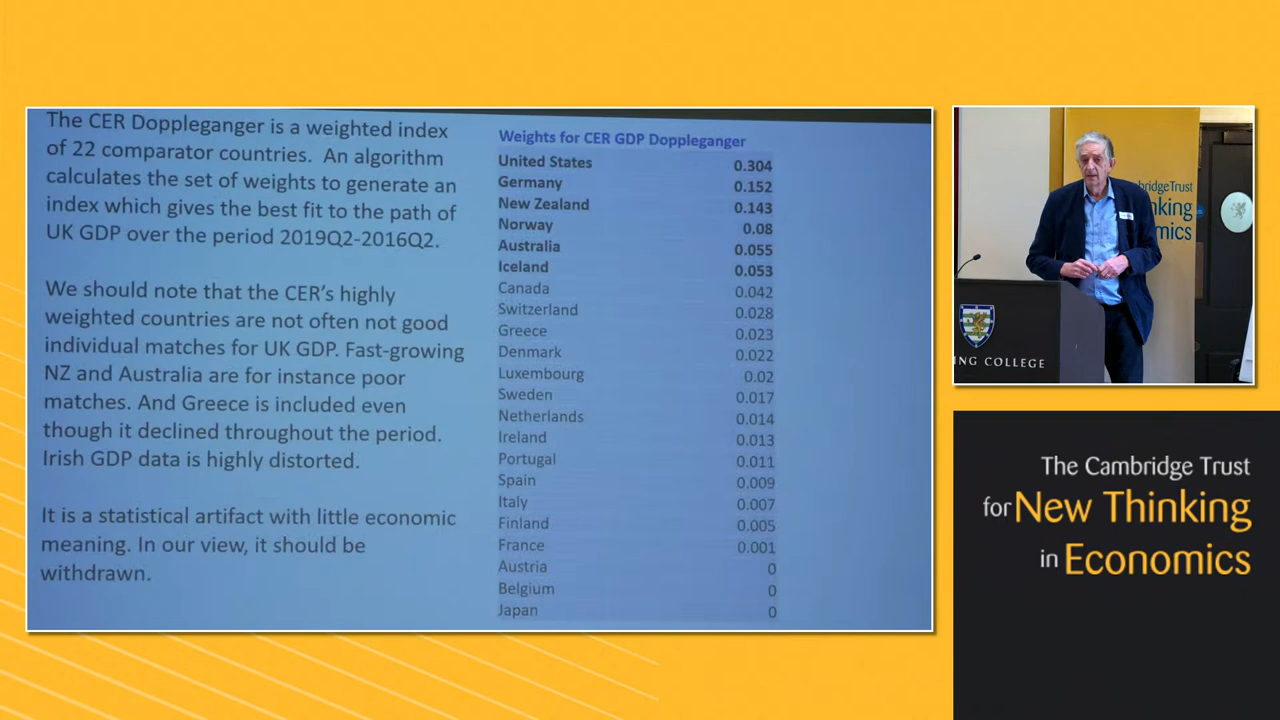 The CER Doppleganger is a weighted index
of 22 comparator countries. An algorithm
calculates the set of weights to generate an
index which gives the best fit to the path of
UK GDP over the period 2019Q2-2016Q2.
We should note that the CER's highly
weighted countries are not often not good
individual matches for UK GDP. Fast-growing
NZ and Australia are for instance poor
matches. And Greece is included even
though it declined throughout the period.
Irish GDP data is highly distorted.
It is a statistical artifact with little economic
meaning. In our view, it should be
withdrawn.
Weights for CER GDP Doppleganger
United States 0.304
Germany 0.152
New Zealand 0.143
Norway 0.08
Australia 0.055
Iceland 0.053
Canada 0.042
Switzerland 0.028
Greece 0.023
Denmark 0.022
Luxembourg 0.02
Sweden 0.017
Netherlands 0.014
Ireland 0.013
Portugal 0.011
Spain 0.009
Italy 0.007
Finland 0.005
France 0.001
Austria 0
Belgium 0
Japan 0
bridgeTrust
nking
mics
ING COLLEGE
The Cambridge Trust
for New Thinking
in Economics